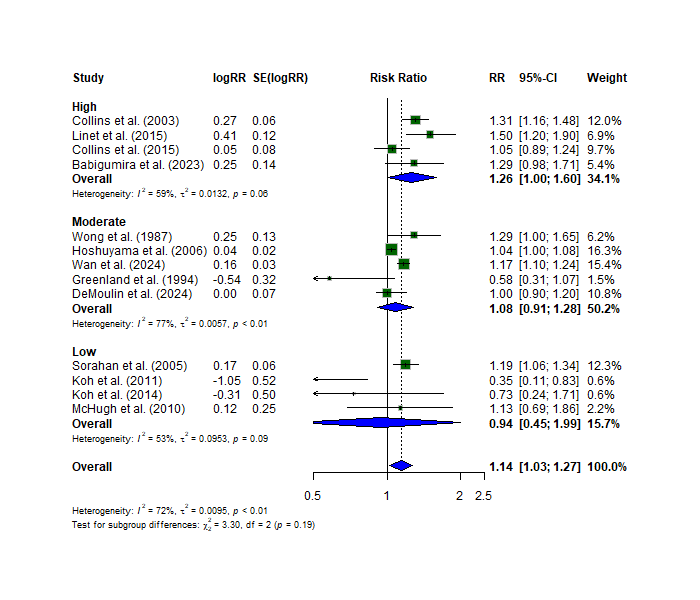 Study logRR SE(logRR) Risk Ratio RR 95%-CI Weight
High
Collins et al. (2003) 0.27 0.06 1.31 [1.16; 1.48] 12.0%
Linet et al. (2015) 0.41 0.12 1.50 [1.20; 1.90] 6.9%
Collins et al. (2015) 0.05 0.08 1.05 [0.89; 1.24] 9.7%
Babigumira et al. (2023) 0.25 0.14 1.29 [0.98; 1.71] 5.4%
Overall 1.26 [1.00; 1.60] 34.1%
Heterogeneity: I² = 59%, τ² = 0.0132, p = 0.06
Moderate
Wong et al. (1987) 0.25 0.13 1.29 [1.00; 1.65] 6.2%
Hoshuyama et al. (2006) 0.04 0.02 1.04 [1.00; 1.08] 16.3%
Wan et al. (2024) 0.16 0.03 1.17 [1.10; 1.24] 15.4%
Greenland et al. (1994) -0.54 0.32 0.58 [0.31; 1.07] 1.5%
DeMoulin et al. (2024) 0.00 0.07 1.00 [0.90; 1.20] 10.8%
Overall 1.08 [0.91; 1.28] 50.2%
Heterogeneity: I² = 77%, τ² = 0.0057, p < 0.01
Low
Sorahan et al. (2005) 0.17 0.06 1.19 [1.06; 1.34] 12.3%
Koh et al. (2011) -1.05 0.52 0.35 [0.11; 0.83] 0.6%
Koh et al. (2014) -0.31 0.50 0.73 [0.24; 1.71] 0.6%
McHugh et al. (2010) 0.12 0.25 1.13 [0.69; 1.86] 2.2%
Overall 0.94 [0.45; 1.99] 15.7%
Heterogeneity: I² = 53%, τ² = 0.0953, p = 0.09
Overall 1.14 [1.03; 1.27] 100.0%
0.5 1 2 2.5
Heterogeneity: I² = 72%, τ² = 0.0095, p < 0.01
Test for subgroup differences: χ²₂ = 3.30, df = 2 (p = 0.19)